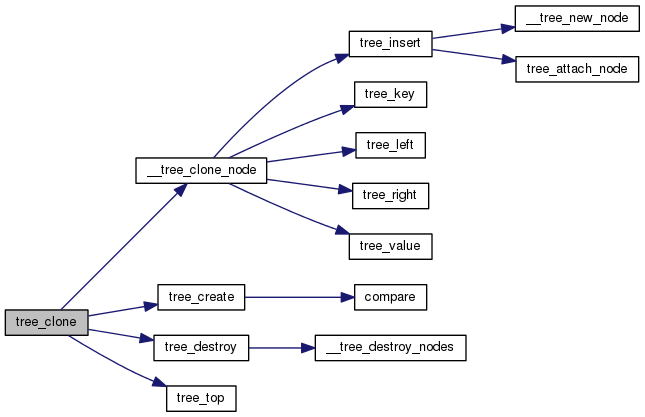 __tree_new_node
tree_insert
tree_attach_node
tree_key
tree_left
__tree_clone_node
tree_right
tree_value
tree_create
compare
tree_clone
tree_destroy
__tree_destroy_nodes
tree_top